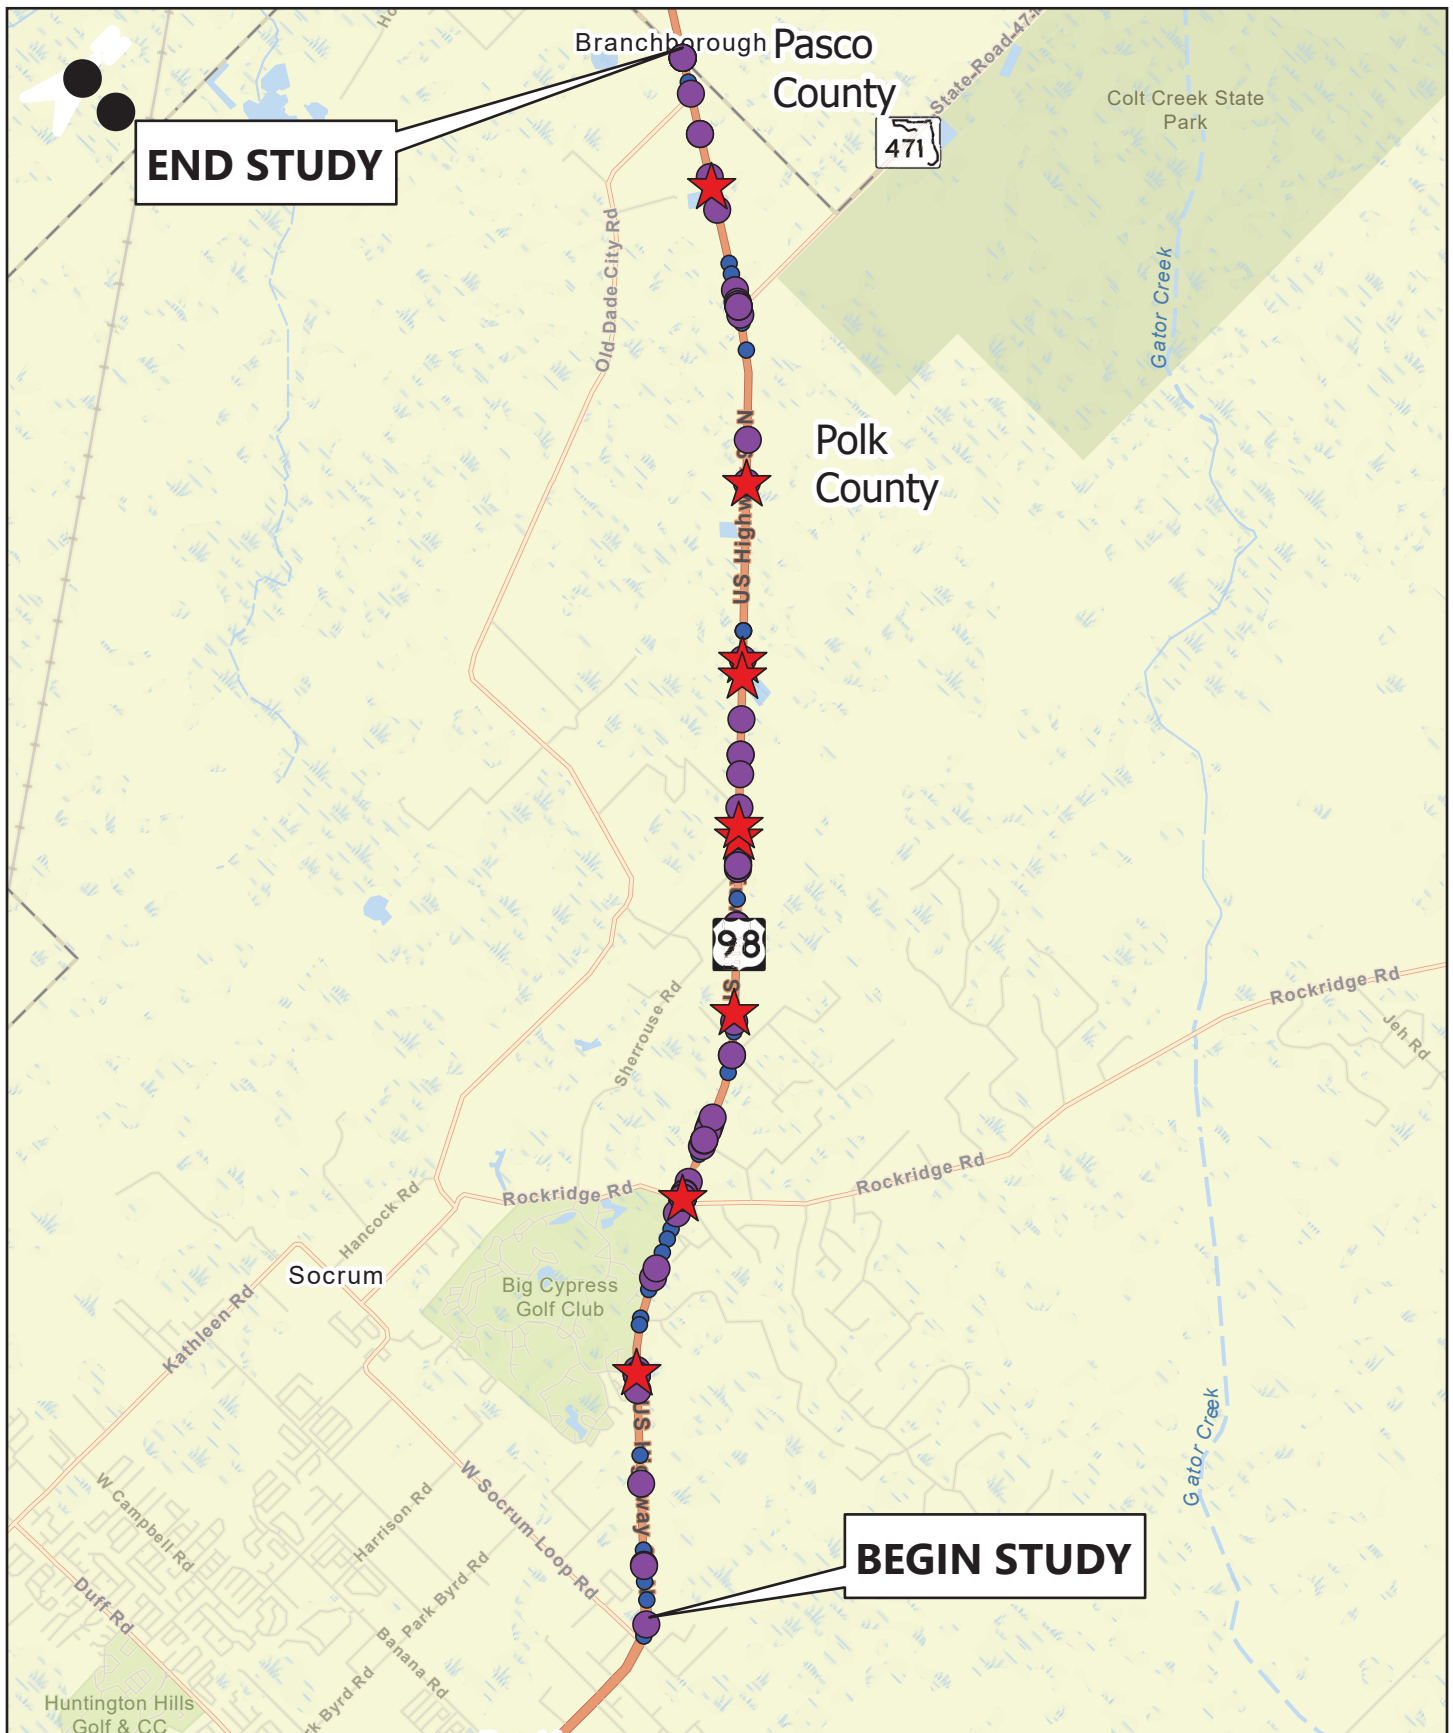 Branchborough
Pasco
County
State-Road-471
Colt Creek State
Park
471
END STUDY
Old Dade City Rd
Gator Creek
Polk
County
98
Sherrouse Rd
Rockridge Rd
Jeh Rd
Rockridge Rd
Rockridge Rd
Hancock Rd
Socrum
Big Cypress
Golf Club
Kathleen Rd
US Highway
Gator Creek
W Campbell Rd
Harrison Rd
W Socrum Loop Rd
BEGIN STUDY
Duff Rd
Park Byrd Rd
Banana Rd
Byrd Rd
Huntington Hills
Golf & CC